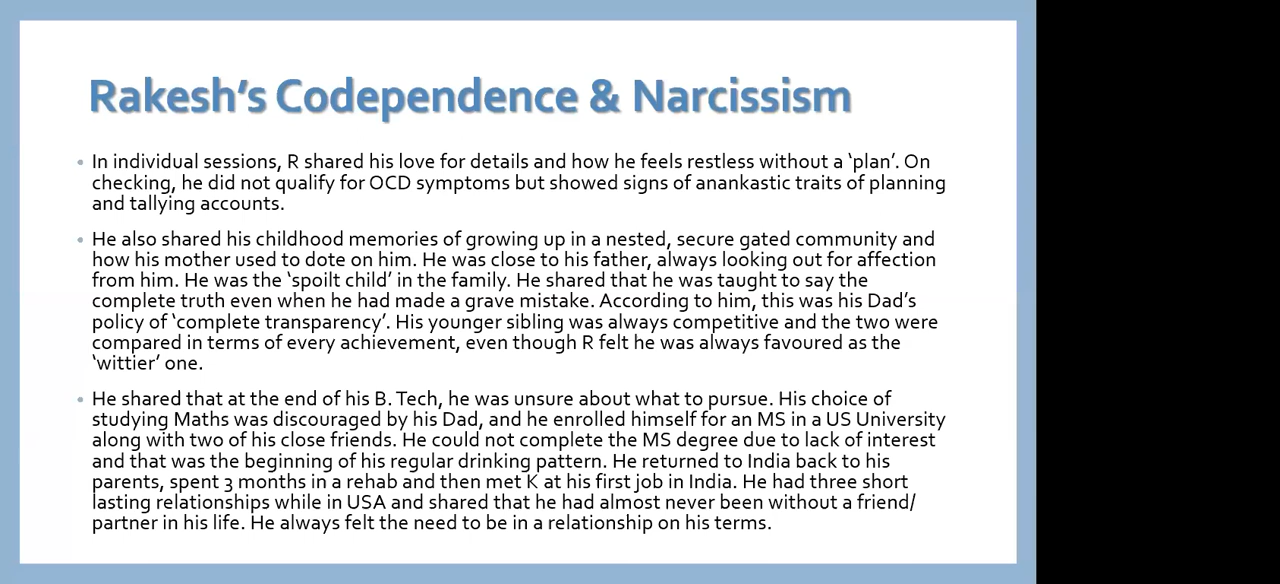 Rakesh’s Codependence & Narcissism
• In individual sessions, R shared his love for details and how he feels restless without a ‘plan’. On
checking, he did not qualify for OCD symptoms but showed signs of anankastic traits of planning
and tallying accounts.
• He also shared his childhood memories of growing up in a nested, secure gated community and
how his mother used to dote on him. He was close to his father, always looking out for affection
from him. He was the ‘spoilt child’ in the family. He shared that he was taught to say the
complete truth even when he had made a grave mistake. According to him, this was his Dad’s
policy of ‘complete transparency’. His younger sibling was always competitive and the two were
compared in terms of every achievement, even though R felt he was always favoured as the
‘wittier’ one.
• He shared that at the end of his B. Tech, he was unsure about what to pursue. His choice of
studying Maths was discouraged by his Dad, and he enrolled himself for an MS in a US University
along with two of his close friends. He could not complete the MS degree due to lack of interest
and that was the beginning of his regular drinking pattern. He returned to India back to his
parents, spent 3 months in a rehab and then met K at his first job in India. He had three short
lasting relationships while in USA and shared that he had almost never been without a friend/
partner in his life. He always felt the need to be in a relationship on his terms.